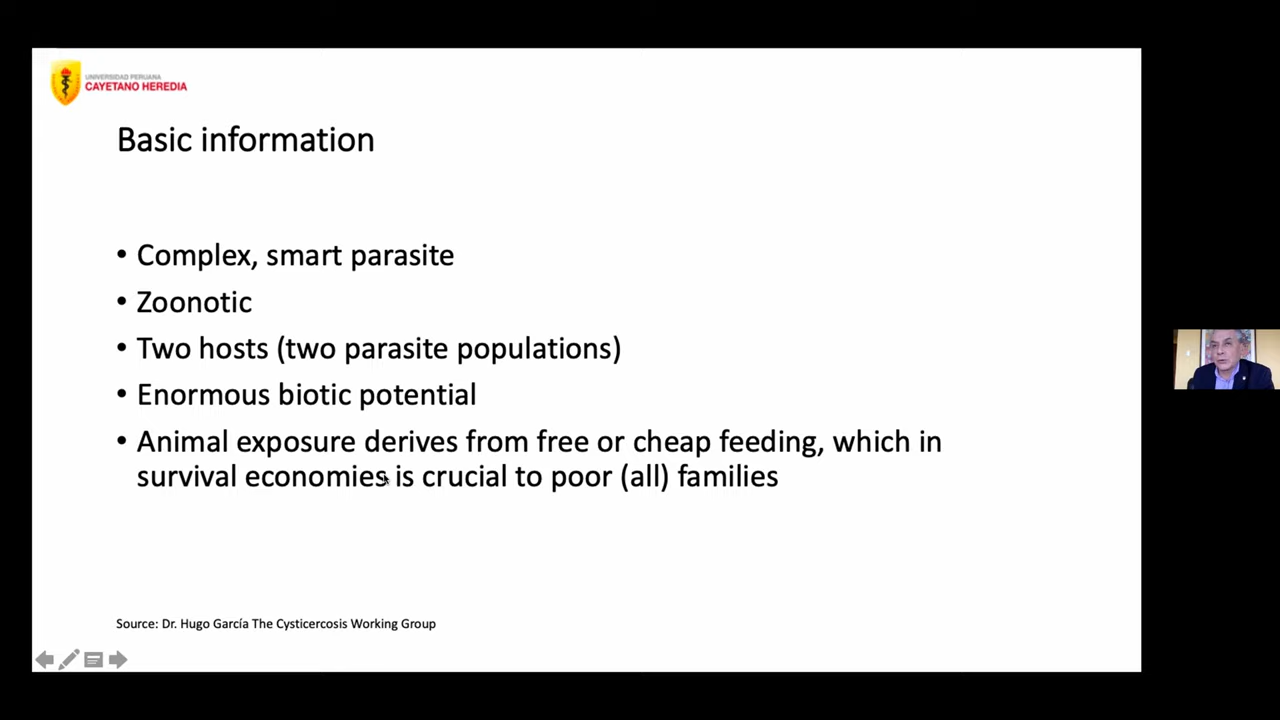 UNIVERSIDAD PERUANA
CAYETANO HEREDIA
Basic information
• Complex, smart parasite
• Zoonotic
• Two hosts (two parasite populations)
• Enormous biotic potential
• Animal exposure derives from free or cheap feeding, which in
survival economies is crucial to poor (all) families
Source: Dr. Hugo García The Cysticercosis Working Group